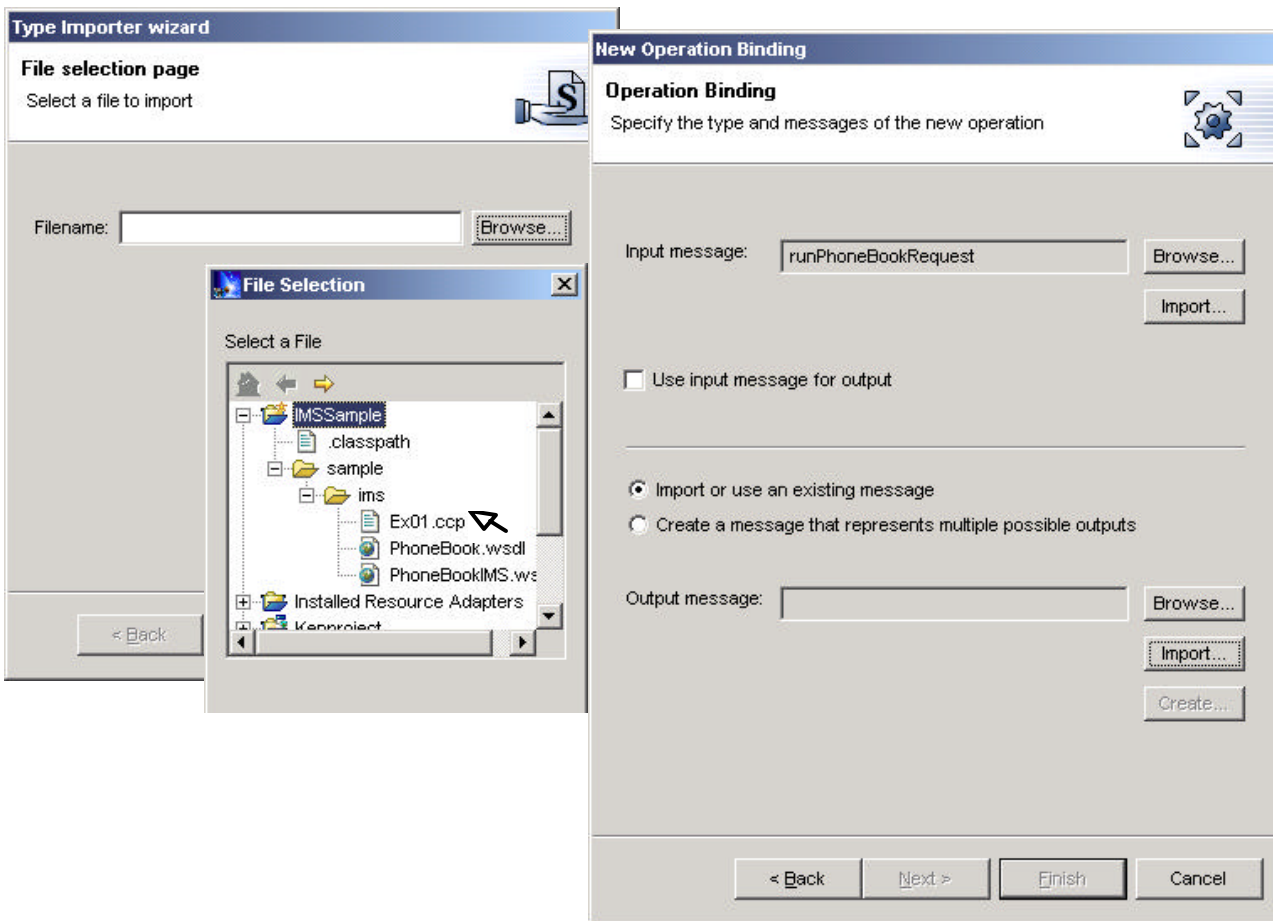 Type Importer wizard
File selection page
Select a file to import
S
Filename:
Browse...
File Selection
Select a File
IMSSample
.classpath
sample
ims
Ex01.ccp
PhoneBook.wsdl
PhoneBookIMS.ws
Installed Resource Adapters
Kenproject
< Back
New Operation Binding
Operation Binding
Specify the type and messages of the new operation
Input message: runPhoneBookRequest Browse...
Import...
Use input message for output
Import or use an existing message
Create a message that represents multiple possible outputs
Output message: Browse...
Import...
Create...
< Back Next > Finish Cancel